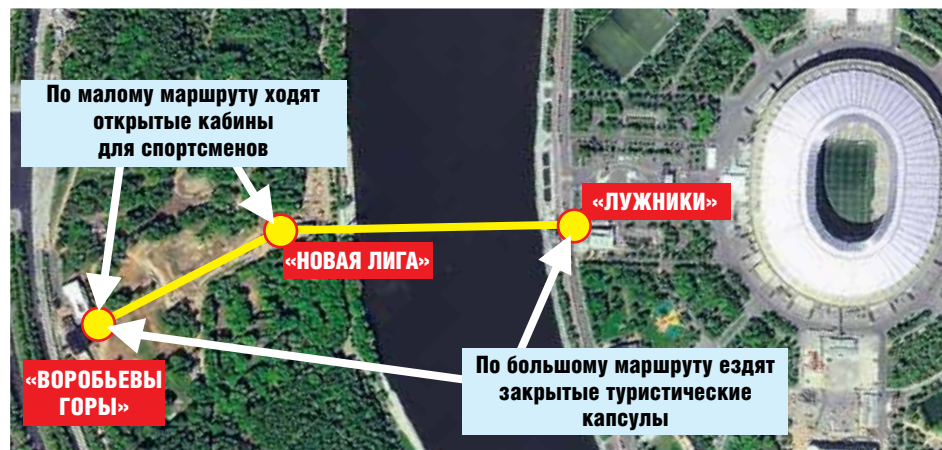 По малому маршруту ходят
открытые кабины
для спортсменов
«ЛУЖНИКИ»
«НОВАЯ ЛИГА»
«ВОРОБЬЕВЫ
ГОРЫ»
По большому маршруту ездят
закрытые туристические
капсулы